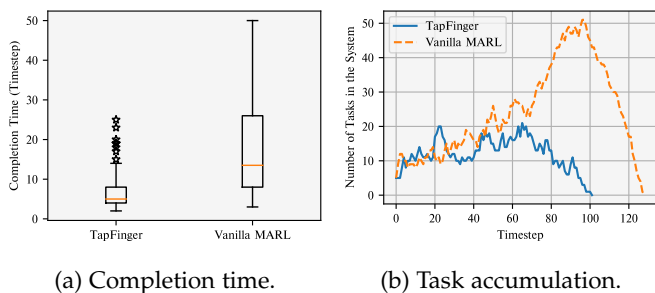 Completion Time (Timestep)
50
40
30
20
10
0
TapFinger
Vanilla MARL
(a) Completion time.
Number of Tasks in the System
50
40
30
20
10
0
TapFinger
Vanilla MARL
0 20 40 60 80 100 120
Timestep
(b) Task accumulation.